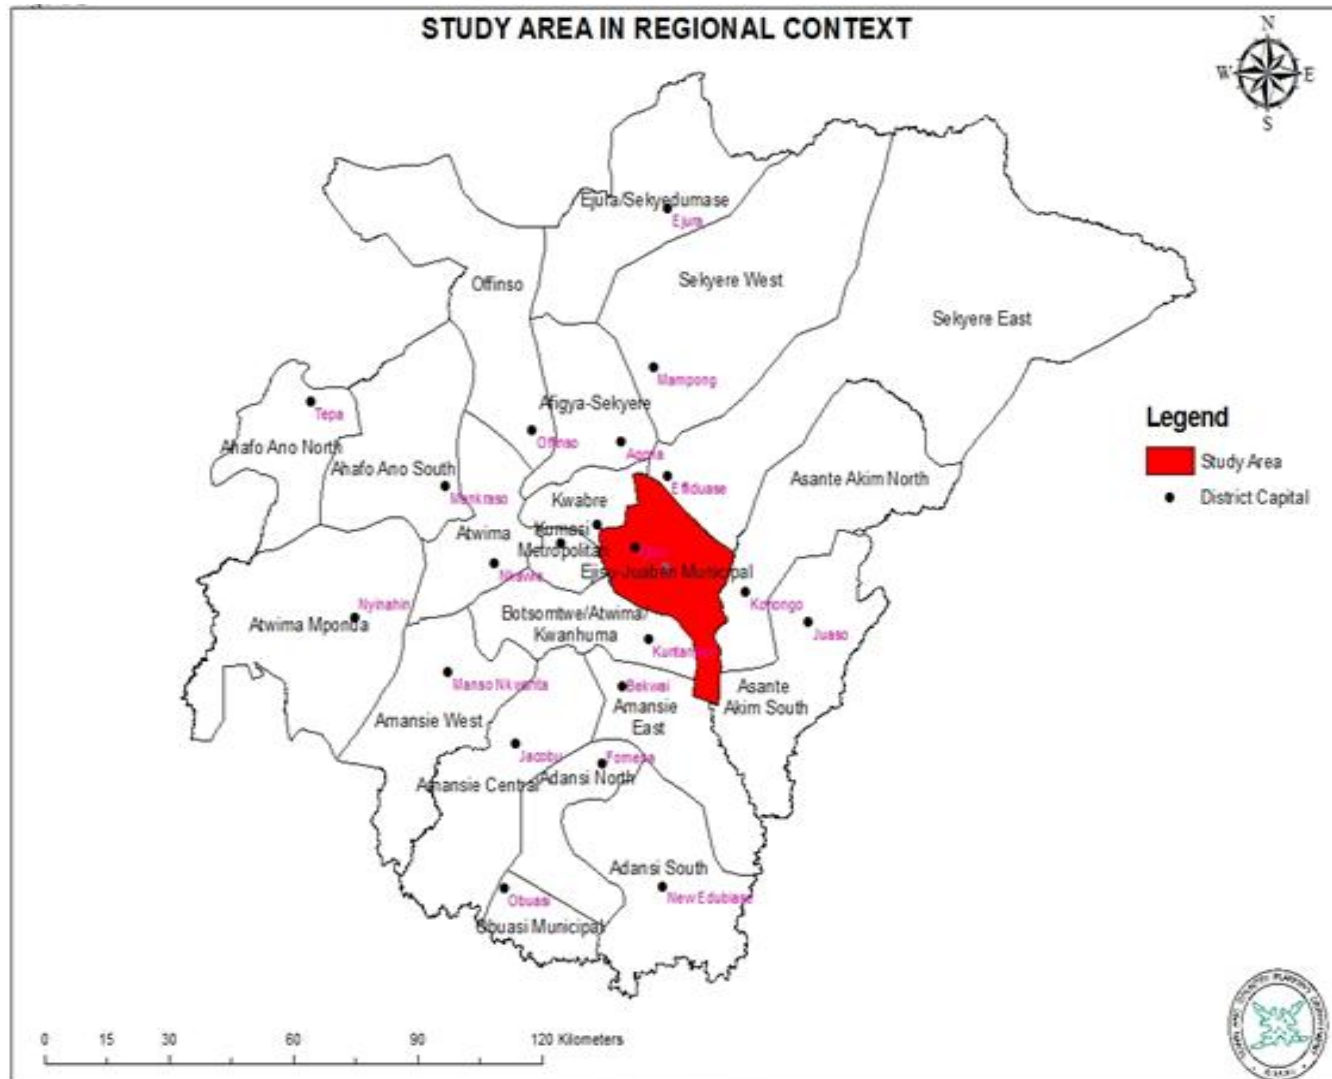 STUDY AREA IN REGIONAL CONTEXT
N
W
E
S
Ejura/Sekyedumase
Ejura
Offinso
Sekyere West
Sekyere East
Mampong
Tepa
Afigya-Sekyere
Offinso
Agona
Ahafo Ano North
Ahafo Ano South
Mankraso
Effiduase
Asante Akim North
Kwabre
Atwima
Kumasi
Metropolitan
Nkawie
Ejisu-Juaben Municipal
Konongo
Nyinahin
Atwima Mponda
Botsomtwe/Atwima/
Kwanhuma
Juaso
Manso Nkwanta
Bekwai
Asante
Akim South
Amansie West
Amansie
East
Jacobu
Fomena
Amansie Central
Adansi North
Adansi South
New Edubiase
Obuasi
Obuasi Municipal
Legend
Study Area
District Capital
0 15 30 60 90 120 Kilometers